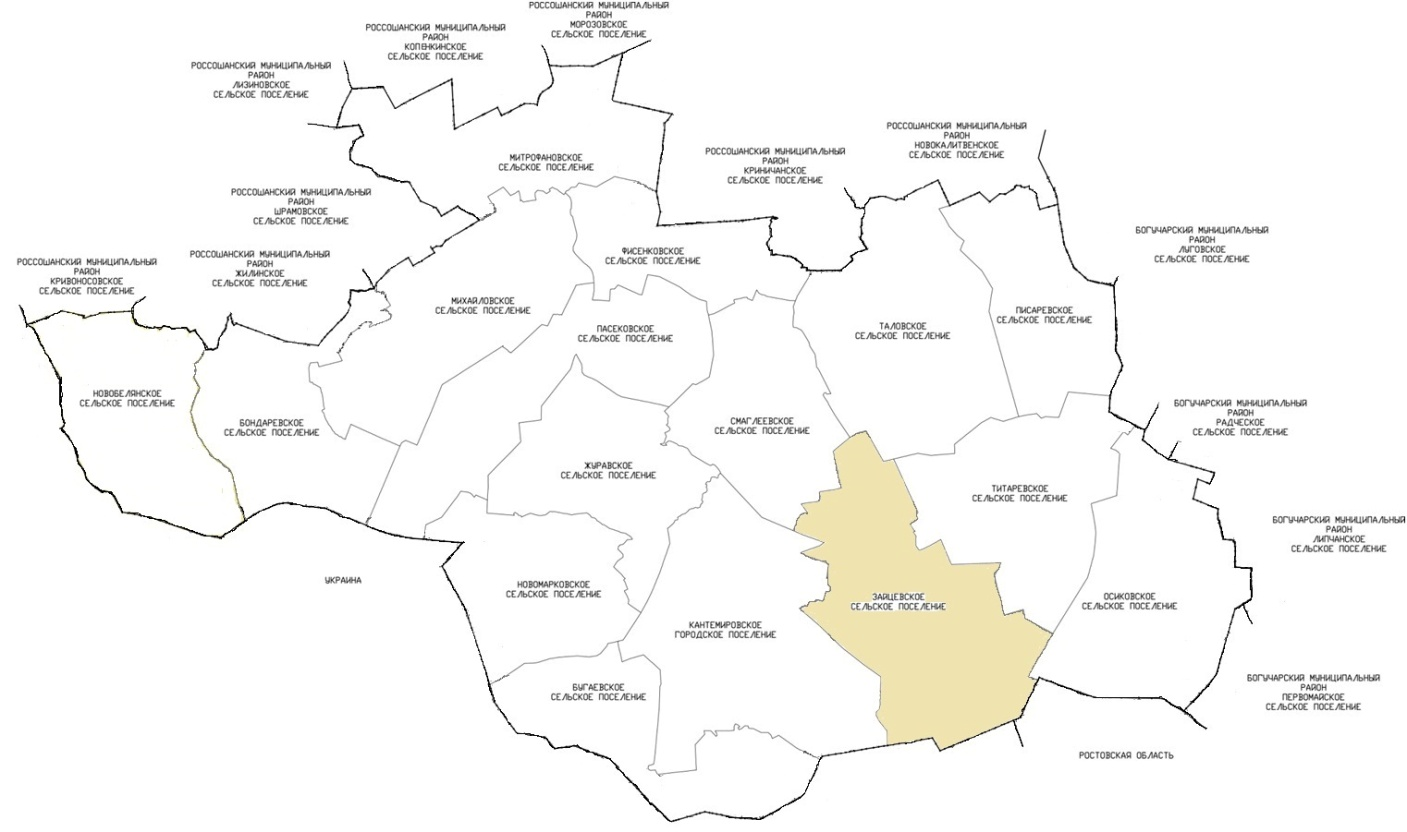 РОССОШАНСКИЙ МУНИЦИПАЛЬНЫЙ
РАЙОН
МОРОЗОВСКОЕ
СЕЛЬСКОЕ ПОСЕЛЕНИЕ
РОССОШАНСКИЙ МУНИЦИПАЛЬНЫЙ
РАЙОН
КОПЕНКИНСКОЕ
СЕЛЬСКОЕ ПОСЕЛЕНИЕ
РОССОШАНСКИЙ МУНИЦИПАЛЬНЫЙ
РАЙОН
ЛИЗИНОВСКОЕ
СЕЛЬСКОЕ ПОСЕЛЕНИЕ
РОССОШАНСКИЙ МУНИЦИПАЛЬНЫЙ
РАЙОН
НОВОКАЛИТВЕНСКОЕ
СЕЛЬСКОЕ ПОСЕЛЕНИЕ
РОССОШАНСКИЙ МУНИЦИПАЛЬНЫЙ
РАЙОН
КРИНИЧАНСКОЕ
СЕЛЬСКОЕ ПОСЕЛЕНИЕ
МИТРОФАНОВСКОЕ
СЕЛЬСКОЕ ПОСЕЛЕНИЕ
РОССОШАНСКИЙ МУНИЦИПАЛЬНЫЙ
РАЙОН
ШРАМОВСКОЕ
СЕЛЬСКОЕ ПОСЕЛЕНИЕ
БОГУЧАРСКИЙ МУНИЦИПАЛЬНЫЙ
РАЙОН
ЛУГОВСКОЕ
СЕЛЬСКОЕ ПОСЕЛЕНИЕ
РОССОШАНСКИЙ МУНИЦИПАЛЬНЫЙ
РАЙОН
КРИВОНОСОВСКОЕ
СЕЛЬСКОЕ ПОСЕЛЕНИЕ
РОССОШАНСКИЙ МУНИЦИПАЛЬНЫЙ
РАЙОН
ЖИЛИНСКОЕ
СЕЛЬСКОЕ ПОСЕЛЕНИЕ
ФИСЕНКОВСКОЕ
СЕЛЬСКОЕ ПОСЕЛЕНИЕ
МИХАЙЛОВСКОЕ
СЕЛЬСКОЕ ПОСЕЛЕНИЕ
ПАСЕКОВСКОЕ
СЕЛЬСКОЕ ПОСЕЛЕНИЕ
ТАЛОВСКОЕ
СЕЛЬСКОЕ ПОСЕЛЕНИЕ
ПИСАРЕВСКОЕ
СЕЛЬСКОЕ ПОСЕЛЕНИЕ
НОВОБЕЛЯНСКОЕ
СЕЛЬСКОЕ ПОСЕЛЕНИЕ
БОНДАРЕВСКОЕ
СЕЛЬСКОЕ ПОСЕЛЕНИЕ
СМАГЛЕЕВСКОЕ
СЕЛЬСКОЕ ПОСЕЛЕНИЕ
БОГУЧАРСКИЙ МУНИЦИПАЛЬНЫЙ
РАЙОН
РАДЧЕСКОЕ
СЕЛЬСКОЕ ПОСЕЛЕНИЕ
ЖУРАВСКОЕ
СЕЛЬСКОЕ ПОСЕЛЕНИЕ
ТИТАРЕВСКОЕ
СЕЛЬСКОЕ ПОСЕЛЕНИЕ
БОГУЧАРСКИЙ МУНИЦИПАЛЬНЫЙ
РАЙОН
ЛИПЧАНСКОЕ
СЕЛЬСКОЕ ПОСЕЛЕНИЕ
УКРАИНА
НОВОМАРКОВСКОЕ
СЕЛЬСКОЕ ПОСЕЛЕНИЕ
ЗАЙЦЕВСКОЕ
СЕЛЬСКОЕ ПОСЕЛЕНИЕ
ОСИКОВСКОЕ
СЕЛЬСКОЕ ПОСЕЛЕНИЕ
КАНТЕМИРОВСКОЕ
ГОРОДСКОЕ ПОСЕЛЕНИЕ
БУГАЕВСКОЕ
СЕЛЬСКОЕ ПОСЕЛЕНИЕ
БОГУЧАРСКИЙ МУНИЦИПАЛЬНЫЙ
РАЙОН
ПЕРВОМАЙСКОЕ
СЕЛЬСКОЕ ПОСЕЛЕНИЕ
РОСТОВСКАЯ ОБЛАСТЬ